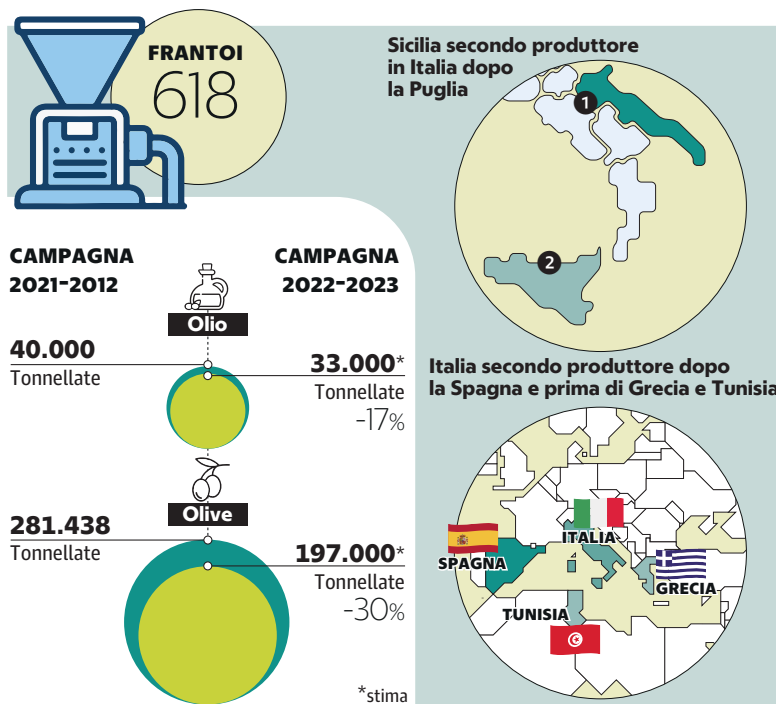 FRANTOI
618
Sicilia secondo produttore
in Italia dopo
la Puglia
1
2
CAMPAGNA
2021-2012
CAMPAGNA
2022-2023
Olio
40.000
Tonnellate
33.000*
Tonnellate
-17%
Olive
281.438
Tonnellate
197.000*
Tonnellate
-30%
*stima
Italia secondo produttore dopo
la Spagna e prima di Grecia e Tunisia
ITALIA
SPAGNA
GRECIA
TUNISIA